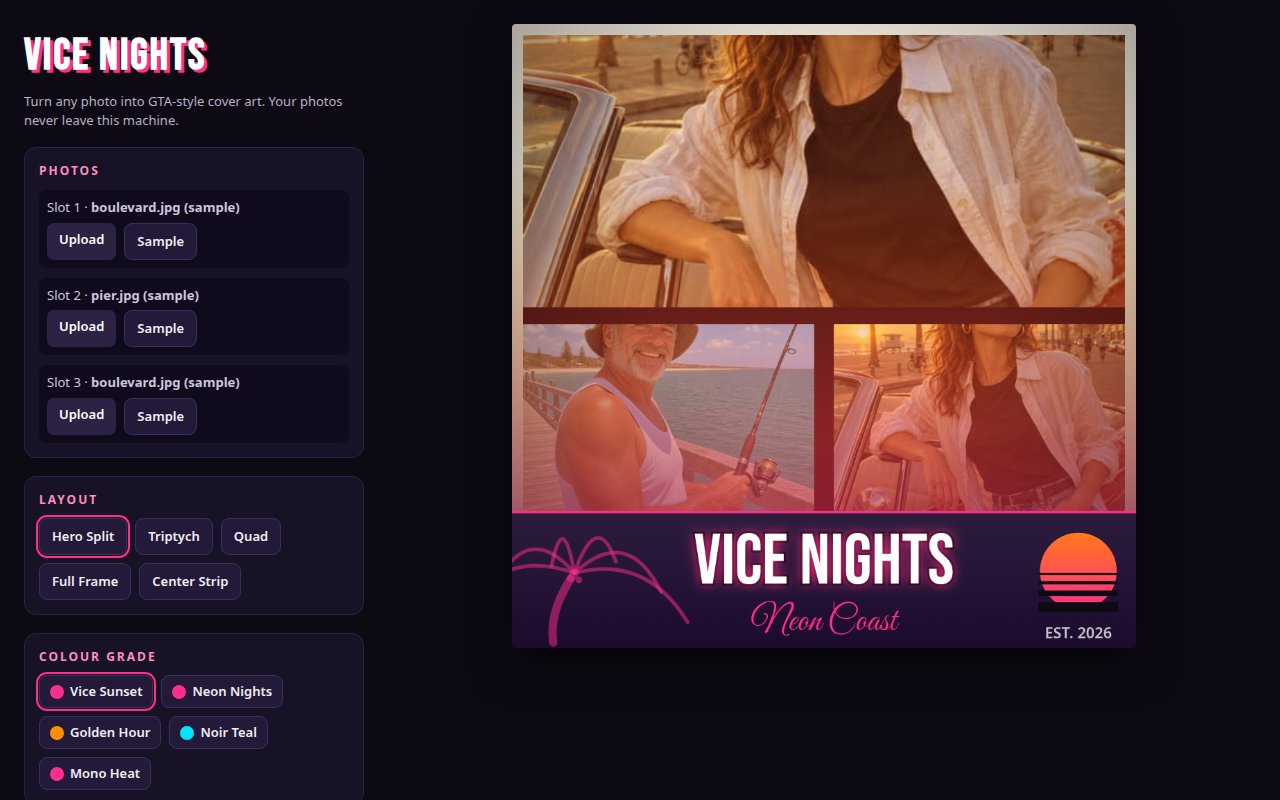 VICE NIGHTS
Turn any photo into GTA-style cover art. Your photos
never leave this machine.
PHOTOS
Slot 1 · boulevard.jpg (sample)
Upload
Sample
Slot 2 · pier.jpg (sample)
Upload
Sample
Slot 3 · boulevard.jpg (sample)
Upload
Sample
LAYOUT
Hero Split
Triptych
Quad
Full Frame
Center Strip
COLOUR GRADE
Vice Sunset
Neon Nights
Golden Hour
Noir Teal
Mono Heat
VICE NIGHTS
Neon Coast
EST. 2026